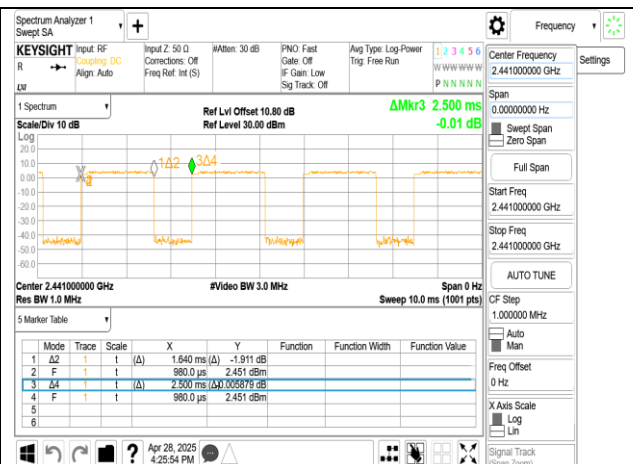 Spectrum Analyzer 1
Swept SA
Frequency
KEYSIGHT
R
LXI
Input: RF
Coupling: DC
Align: Auto
Input Z: 50 Ω
Corrections: Off
Freq Ref: Int (S)
#Atten: 30 dB
PNO: Fast
Gate: Off
IF Gain: Low
Sig Track: Off
Avg Type: Log-Power
Trig: Free Run
1 2 3 4 5 6
W W W W W W
P N N N N N
Center Frequency
2.441000000 GHz
Settings
Span
0.00000000 Hz
Swept Span
Zero Span
Full Span
Start Freq
2.441000000 GHz
Stop Freq
2.441000000 GHz
AUTO TUNE
CF Step
1.000000 MHz
Auto
Man
Freq Offset
0 Hz
X Axis Scale
Log
Lin
Signal Track
(Span Zoom)
1 Spectrum
Scale/Div 10 dB
Log
Ref Lvl Offset 10.80 dB
Ref Level 30.00 dBm
ΔMkr3 2.500 ms
-0.01 dB
20.0
10.0
0.00
-10.0
-20.0
-30.0
-40.0
-50.0
-60.0
1Δ2
3Δ4
Center 2.441000000 GHz
Res BW 1.0 MHz
#Video BW 3.0 MHz
Span 0 Hz
Sweep 10.0 ms (1001 pts)
5 Marker Table
Mode Trace Scale X Y Function Function Width Function Value
1 Δ2 1 t (Δ) 1.640 ms (Δ) -1.911 dB
2 F 1 t 980.0 µs 2.451 dBm
3 Δ4 1 t (Δ) 2.500 ms (Δ) -0.005879 dB
4 F 1 t 980.0 µs 2.451 dBm
5
6
Apr 28, 2025
4:25:54 PM